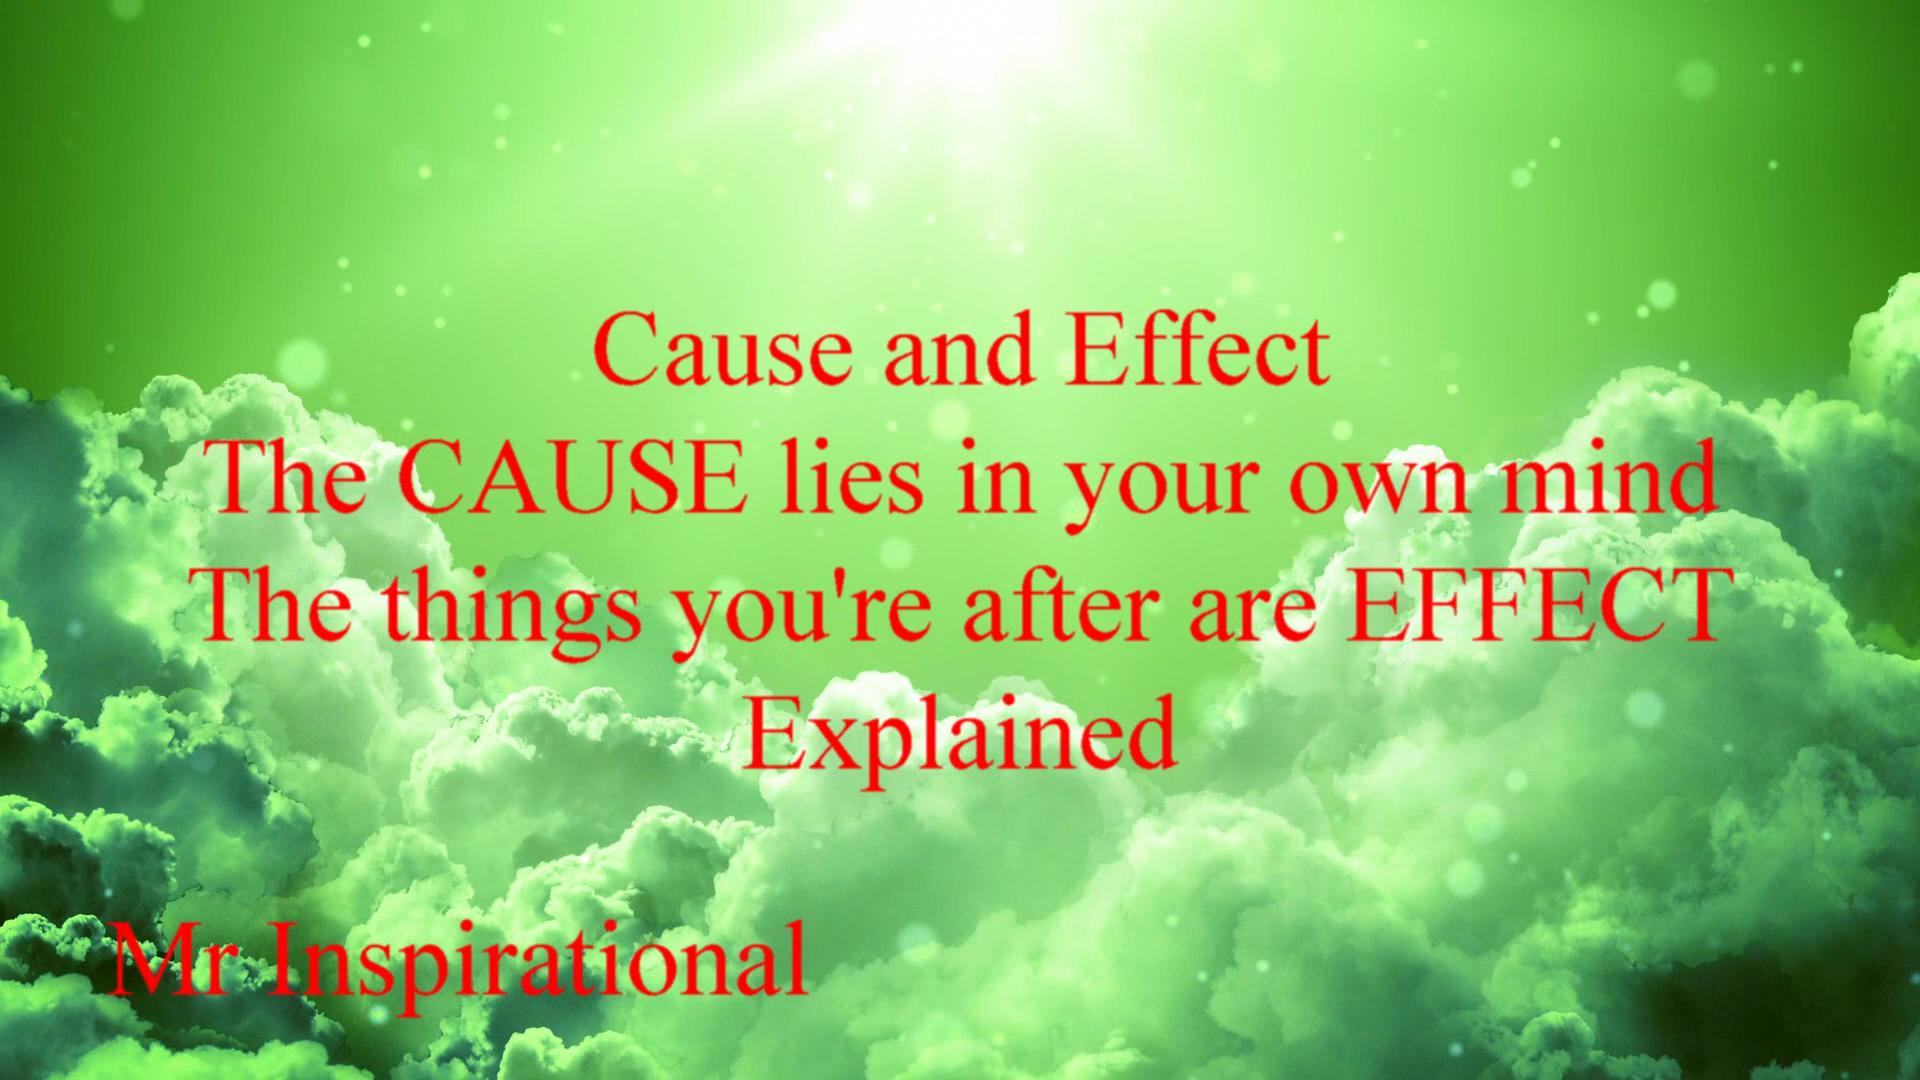 Cause and Effect
The CAUSE lies in your own mind
The things you're after are EFFECT
Explained
Mr Inspirational